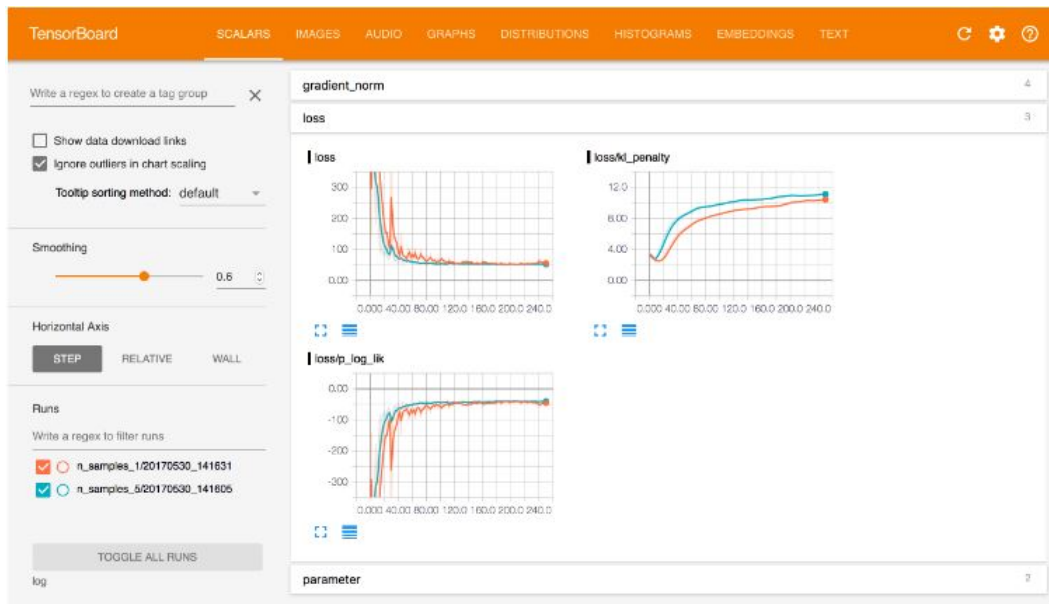 TensorBoard SCALARS IMAGES AUDIO GRAPHS DISTRIBUTIONS HISTOGRAMS EMBEDDINGS TEXT
Write a regex to create a tag group
Show data download links
Ignore outliers in chart scaling
Tooltip sorting method: default
Smoothing
0.6
Horizontal Axis
STEP RELATIVE WALL
Runs
Write a regex to filter runs
n_samples_1/20170530_141631
n_samples_5/20170530_141605
TOGGLE ALL RUNS
log
gradient_norm 4
loss 3
loss
300
200
100
0.00
0.000 40.00 80.00 120.0 160.0 200.0 240.0
loss/kl_penalty
12.0
8.00
4.00
0.00
0.000 40.00 80.00 120.0 160.0 200.0 240.0
loss/p_log_lik
0.00
-100
-200
-300
0.000 40.00 80.00 120.0 160.0 200.0 240.0
parameter 2